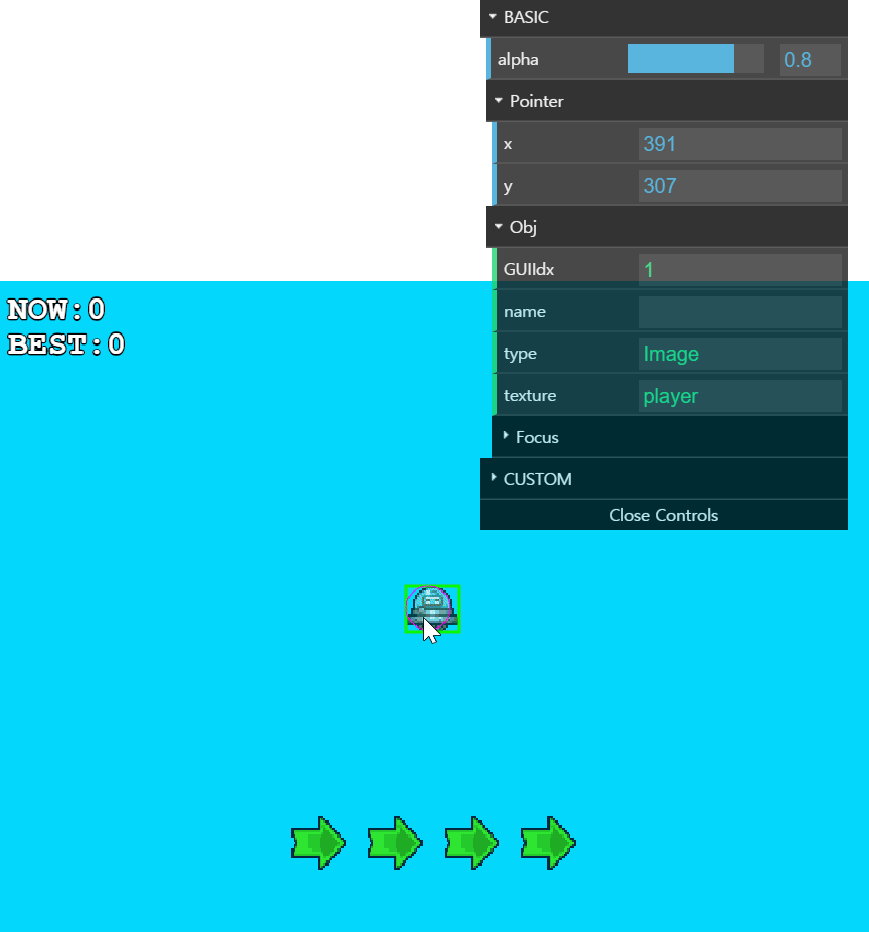 BASIC
alpha 0.8
Pointer
x 391
y 307
Obj
GUIIdx 1
NOW:0
name
BEST:0
type Image
texture player
Focus
CUSTOM
Close Controls